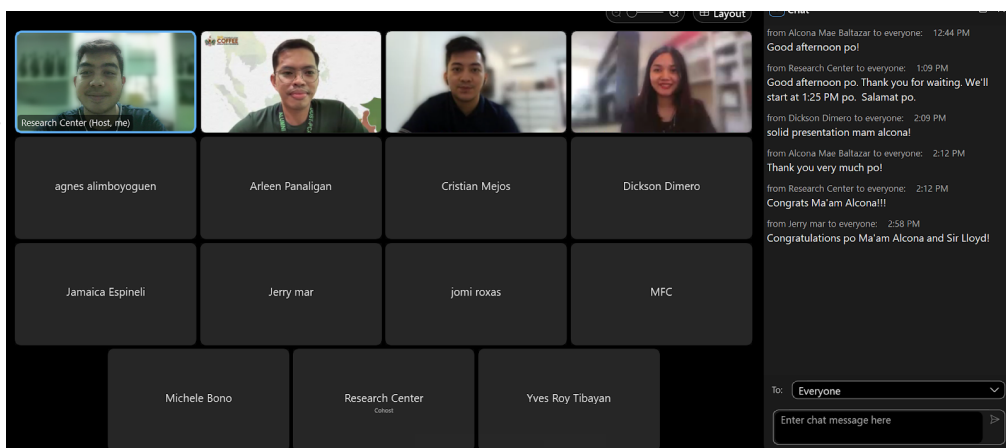 Layout
Chat
COFFEE
Research Center (Host, me)
agnes alimboyoguen
Arleen Panaligan
Cristian Mejos
Dickson Dimero
Jamaica Espineli
Jerry mar
jomi roxas
MFC
Michele Bono
Research Center
Cohost
Yves Roy Tibayan
from Alcona Mae Baltazar to everyone: 12:44 PM
Good afternoon po!
from Research Center to everyone: 1:09 PM
Good afternoon po. Thank you for waiting. We'll
start at 1:25 PM po. Salamat po.
from Dickson Dimero to everyone: 2:09 PM
solid presentation mam alcona!
from Alcona Mae Baltazar to everyone: 2:12 PM
Thank you very much po!
from Research Center to everyone: 2:12 PM
Congrats Ma'am Alcona!!!
from Jerry mar to everyone: 2:58 PM
Congratulations po Ma'am Alcona and Sir Lloyd!
To: Everyone
Enter chat message here